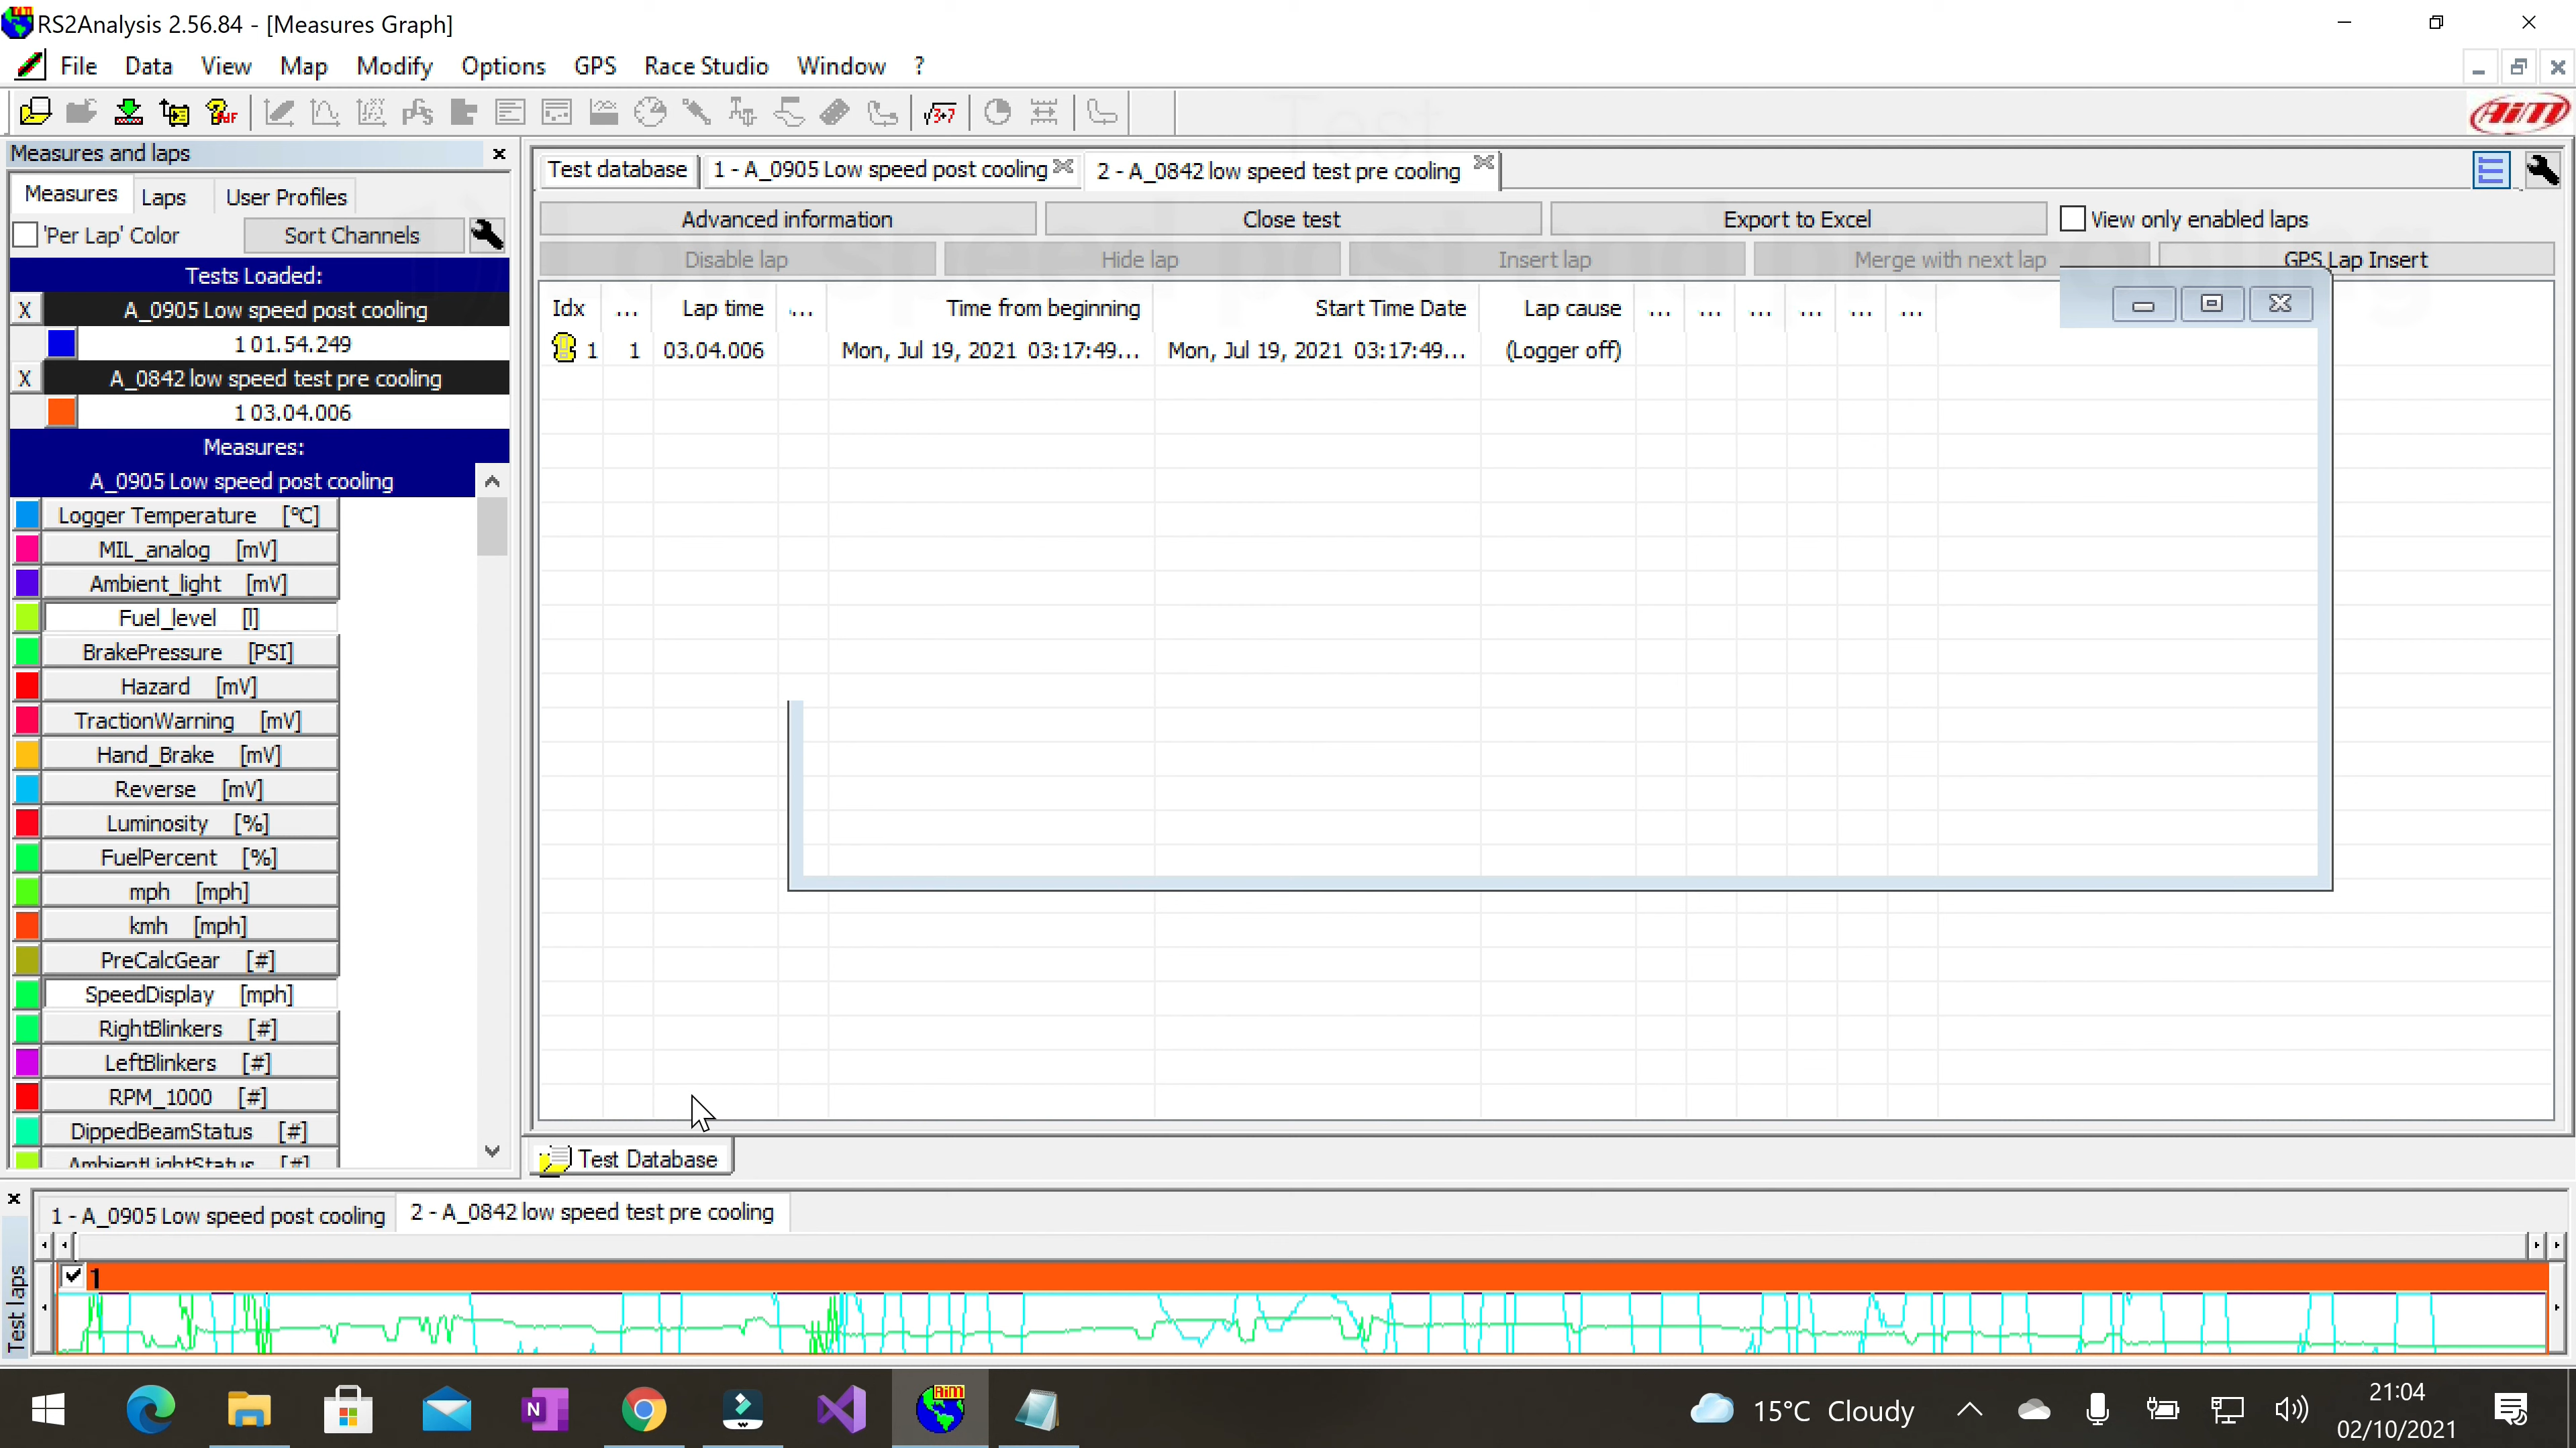 RS2Analysis 2.56.84 - [Measures Graph]
File Data View Map Modify Options GPS Race Studio Window ?
AiM
Measures and laps
Measures Laps User Profiles
'Per Lap' Color Sort Channels
Tests Loaded:
X A_0905 Low speed post cooling
1 01.54.249
X A_0842 low speed test pre cooling
1 03.04.006
Measures:
A_0905 Low speed post cooling
Logger Temperature [°C]
MIL_analog [mV]
Ambient_light [mV]
Fuel_level [l]
BrakePressure [PSI]
Hazard [mV]
TractionWarning [mV]
Hand_Brake [mV]
Reverse [mV]
Luminosity [%]
FuelPercent [%]
mph [mph]
kmh [mph]
PreCalcGear [#]
SpeedDisplay [mph]
RightBlinkers [#]
LeftBlinkers [#]
RPM_1000 [#]
DippedBeamStatus [#]
AmbientLightStatus [#]
Test database 1 - A_0905 Low speed post cooling 2 - A_0842 low speed test pre cooling
Advanced information Close test Export to Excel View only enabled laps
Disable lap Hide lap Insert lap Merge with next lap GPS Lap Insert
Idx ... Lap time ... Time from beginning Start Time Date Lap cause ... ... ... ... ... ...
1 1 03.04.006 Mon, Jul 19, 2021 03:17:49... Mon, Jul 19, 2021 03:17:49... (Logger off)
Test Database
1 - A_0905 Low speed post cooling 2 - A_0842 low speed test pre cooling
Test laps
1
15°C Cloudy
21:04
02/10/2021